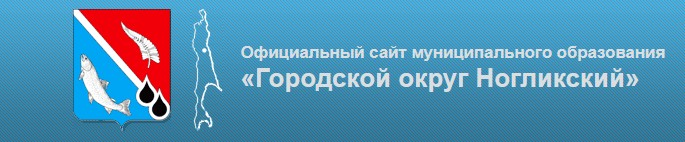 Официальный сайт муниципального образования
«Городской округ Ногликский»